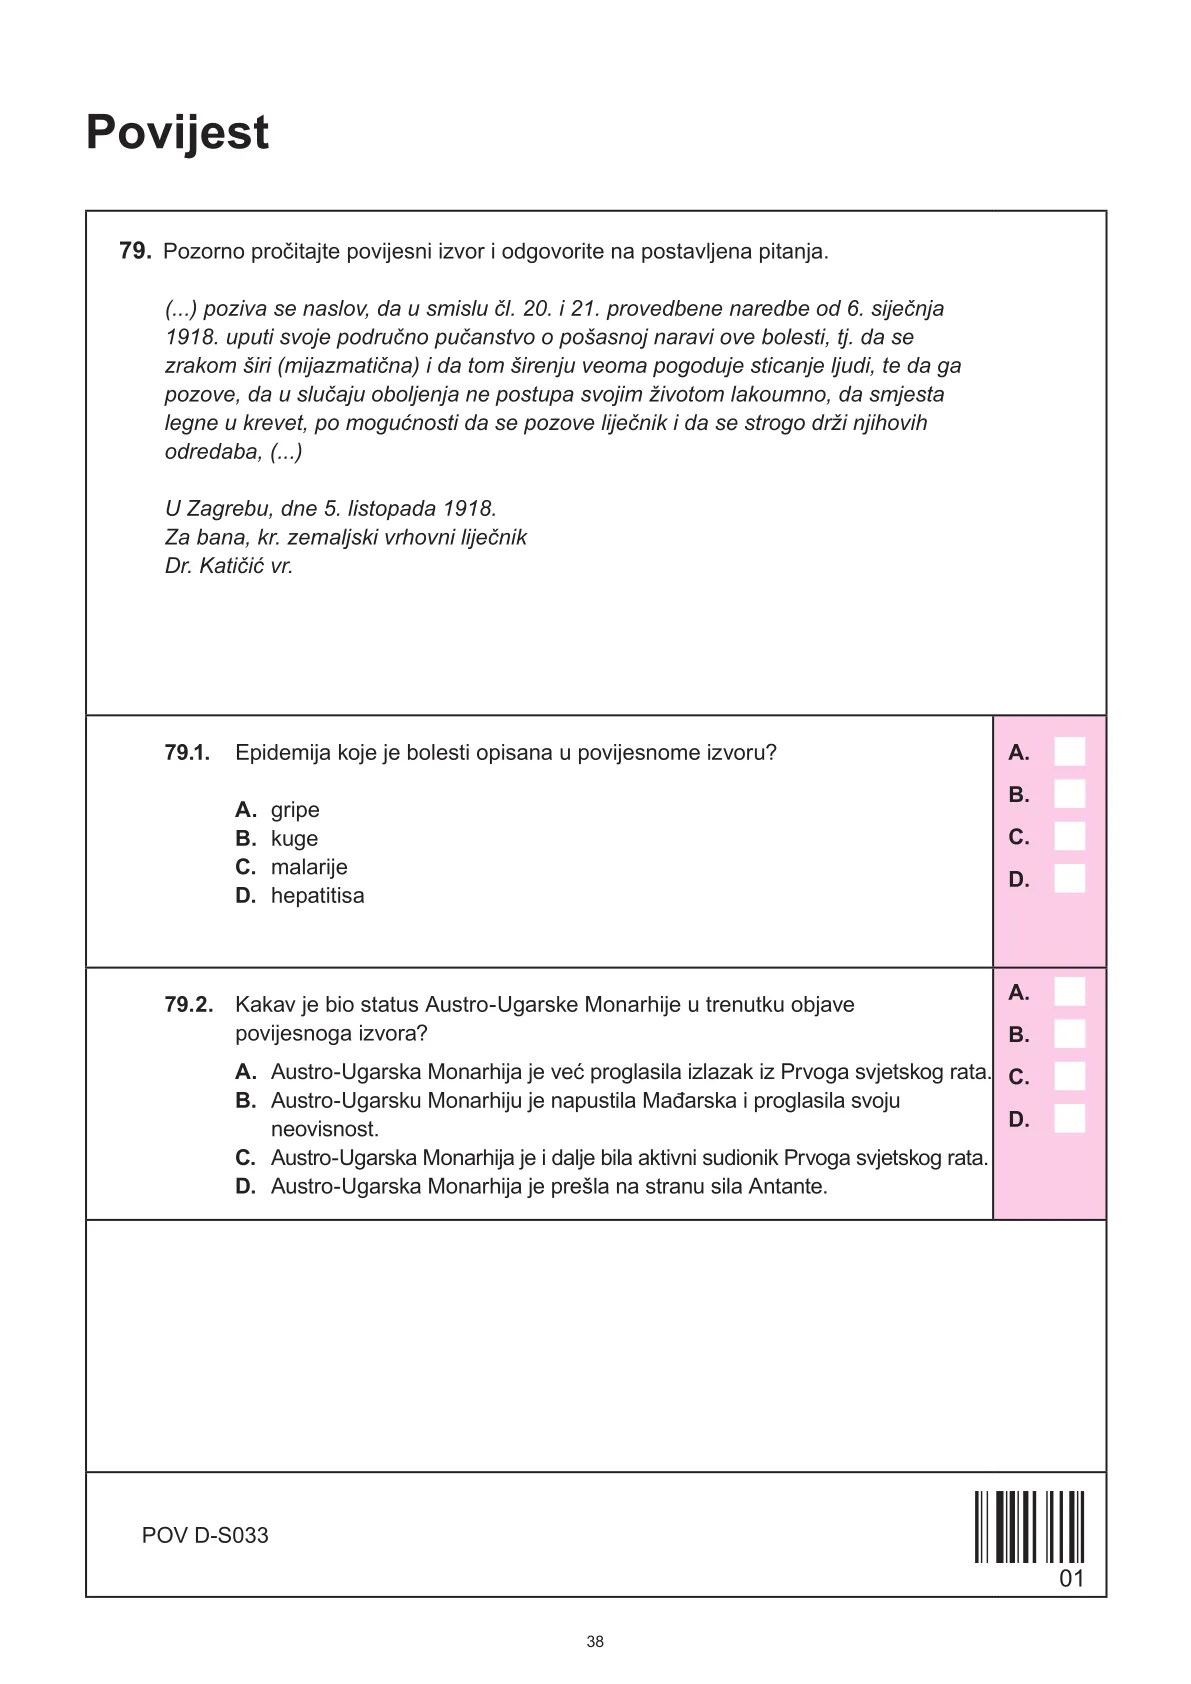 Povijest
79. Pozorno pročitajte povijesni izvor i odgovorite na postavljena pitanja.
(...) poziva se naslov, da u smislu čl. 20. i 21. provedbene naredbe od 6. siječnja
1918. uputi svoje područno pučanstvo o pošasnoj naravi ove bolesti, tj. da se
zrakom širi (mijazmatična) i da tom širenju veoma pogoduje sticanje ljudi, te da ga
pozove, da u slučaju oboljenja ne postupa svojim životom lakoumno, da smjesta
legne u krevet, po mogućnosti da se pozove liječnik i da se strogo drži njihovih
odredaba, (...)
U Zagrebu, dne 5. listopada 1918.
Za bana, kr. zemaljski vrhovni liječnik
Dr. Katičić vr.
79.1. Epidemija koje je bolesti opisana u povijesnome izvoru?
A. gripe
B. kuge
C. malarije
D. hepatitisa
A.
B.
C.
D.
79.2. Kakav je bio status Austro-Ugarske Monarhije u trenutku objave
povijesnoga izvora?
A. Austro-Ugarska Monarhija je već proglasila izlazak iz Prvoga svjetskog rata.
B. Austro-Ugarsku Monarhiju je napustila Mađarska i proglasila svoju
neovisnost.
C. Austro-Ugarska Monarhija je i dalje bila aktivni sudionik Prvoga svjetskog rata.
D. Austro-Ugarska Monarhija je prešla na stranu sila Antante.
A.
B.
C.
D.
POV D-S033
01
38